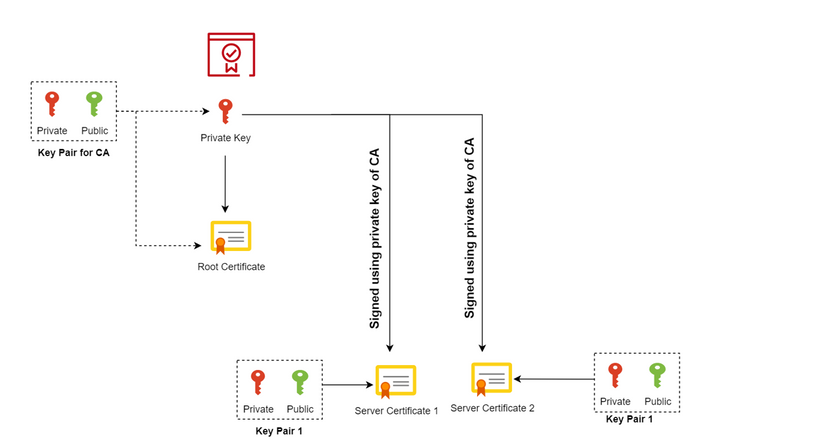 Private
Public
Key Pair for CA
Private Key
Root Certificate
Signed using private key of CA
Signed using private key of CA
Private
Public
Key Pair 1
Server Certificate 1
Server Certificate 2
Private
Public
Key Pair 1